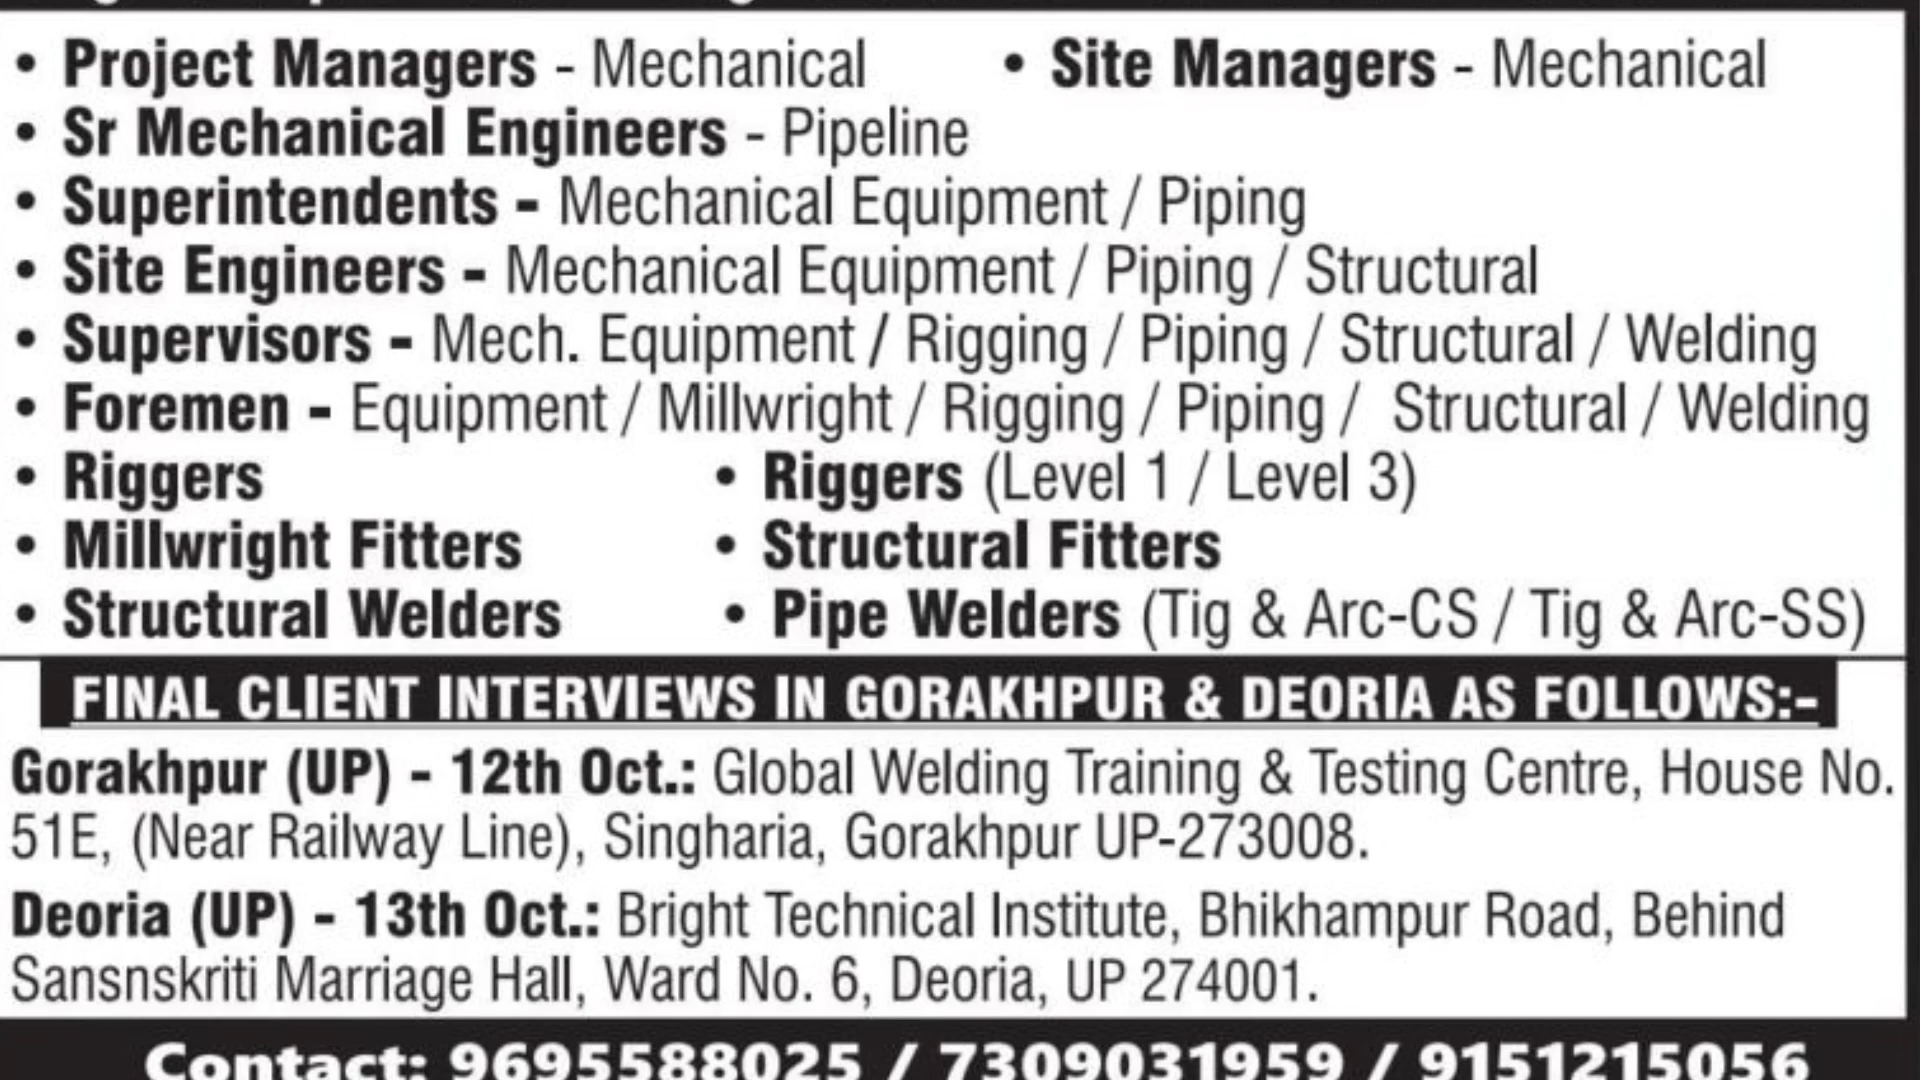 • Project Managers - Mechanical • Site Managers - Mechanical
• Sr Mechanical Engineers - Pipeline
• Superintendents - Mechanical Equipment / Piping
• Site Engineers - Mechanical Equipment / Piping / Structural
• Supervisors - Mech. Equipment / Rigging / Piping / Structural / Welding
• Foremen - Equipment / Millwright / Rigging / Piping / Structural / Welding
• Riggers • Riggers (Level 1 / Level 3)
• Millwright Fitters • Structural Fitters
• Structural Welders • Pipe Welders (Tig & Arc-CS / Tig & Arc-SS)
FINAL CLIENT INTERVIEWS IN GORAKHPUR & DEORIA AS FOLLOWS:-
Gorakhpur (UP) - 12th Oct.: Global Welding Training & Testing Centre, House No.
51E, (Near Railway Line), Singharia, Gorakhpur UP-273008.
Deoria (UP) - 13th Oct.: Bright Technical Institute, Bhikhampur Road, Behind
Sansnskriti Marriage Hall, Ward No. 6, Deoria, UP 274001.
Contact: 9695588025 / 7309031959 / 9151215056